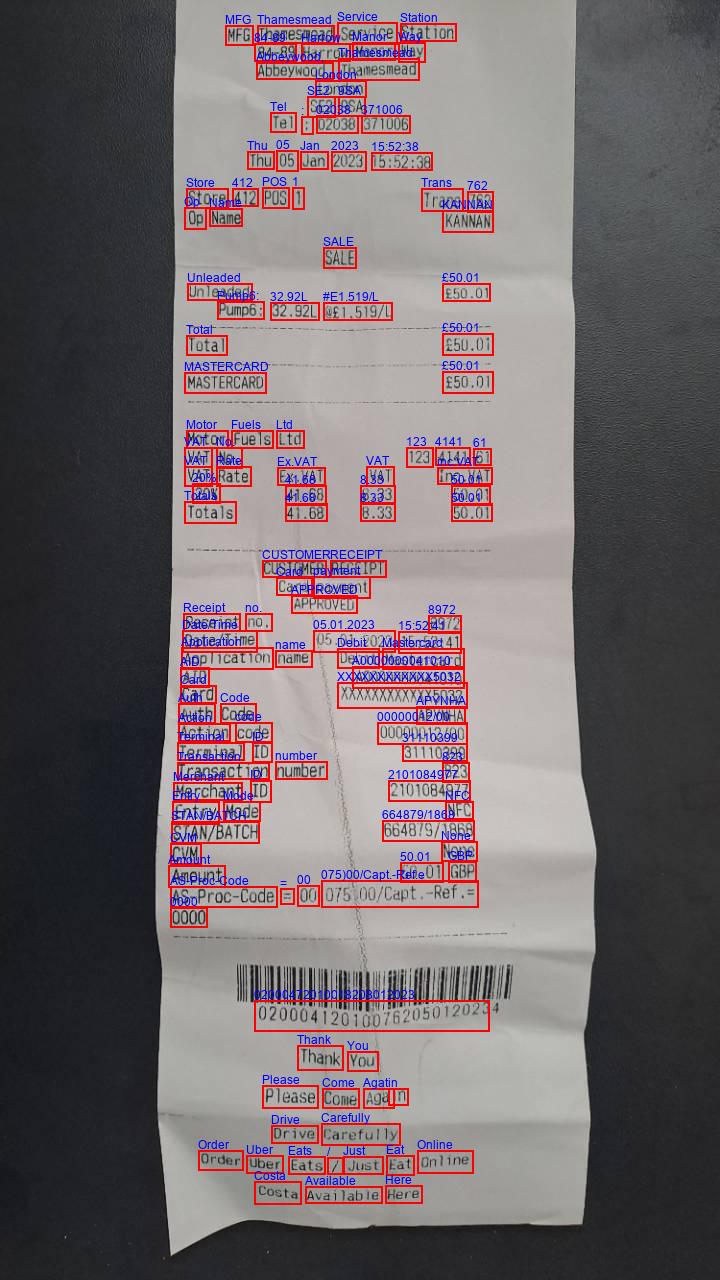 MFG Thamesmead Service Station
84-89 Harrow Manor Way
Abbeywood Thamesmead
London
SE2 9SA
Tel : 02038 371006
Thu 05 Jan 2023 15:52:38
Store 412 POS 1 Trans 762
Op Name KANNAN
SALE
Unleaded £50.01
Pump6: 32.92L @£1.519/L
Total £50.01
MASTERCARD £50.01
Motor Fuels Ltd
VAT No. 123 4141 61
VAT Rate Ex.VAT VAT inc.VAT
20% 41.68 8.33 50.01
Totals 41.68 8.33 50.01
CUSTOMER RECEIPT
Card payment
APPROVED
Receipt no. 8972
Date/Time 05.01.2023 15:52:41
Application name Debit Mastercard
AID A0000000041010
Card XXXXXXXXXXXX5032
Auth Code APYNHA
Action code 00000012/00
Terminal ID 31110399
Transaction number 823
Merchant ID 2101084977
Entry Mode NFC
STAN/BATCH 664879/1868
CVM None
Amount 50.01 GBP
AS-Proc-Code = 00 075 00/Capt.-Ref.=
0000
Thank You
Please Come Again
Drive Carefully
Order Uber Eats / Just Eat Online
Costa Available Here